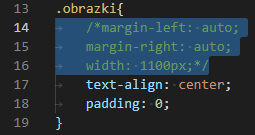 13 .obrazki{
14 /*margin-left: auto;
15 margin-right: auto;
16 width: 1100px;*/
17 text-align: center;
18 padding: 0;
19 }